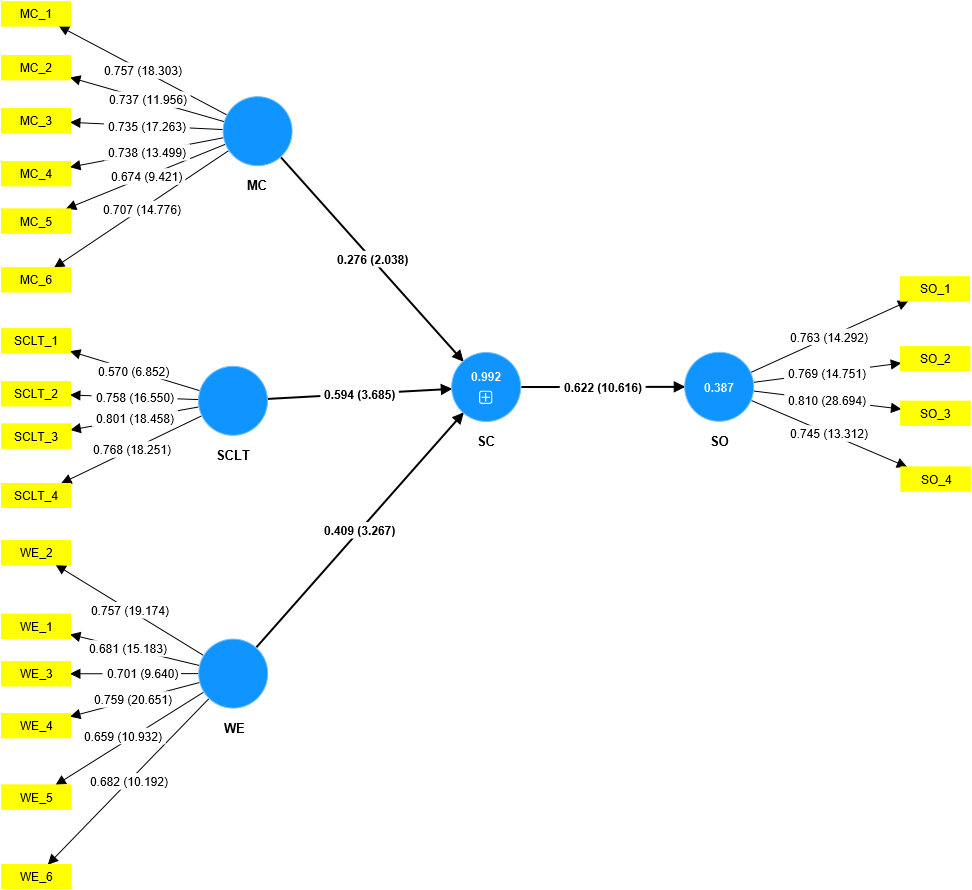 MC_1
0.757 (18.303)
MC_2
0.737 (11.956)
MC_3
0.735 (17.263)
MC_4
0.738 (13.499)
0.674 (9.421)
MC_5
0.707 (14.776)
MC_6
MC
0.276 (2.038)
SCLT_1
0.570 (6.852)
SCLT_2
0.758 (16.550)
0.801 (18.458)
SCLT_3
0.768 (18.251)
SCLT_4
SCLT
0.594 (3.685)
0.992
SC
0.622 (10.616)
0.387
SO
SO_1
0.763 (14.292)
SO_2
0.769 (14.751)
0.810 (28.694)
SO_3
0.745 (13.312)
SO_4
0.409 (3.267)
WE_2
0.757 (19.174)
WE_1
0.681 (15.183)
WE_3
0.701 (9.640)
0.759 (20.651)
WE_4
0.659 (10.932)
WE_5
0.682 (10.192)
WE_6
WE